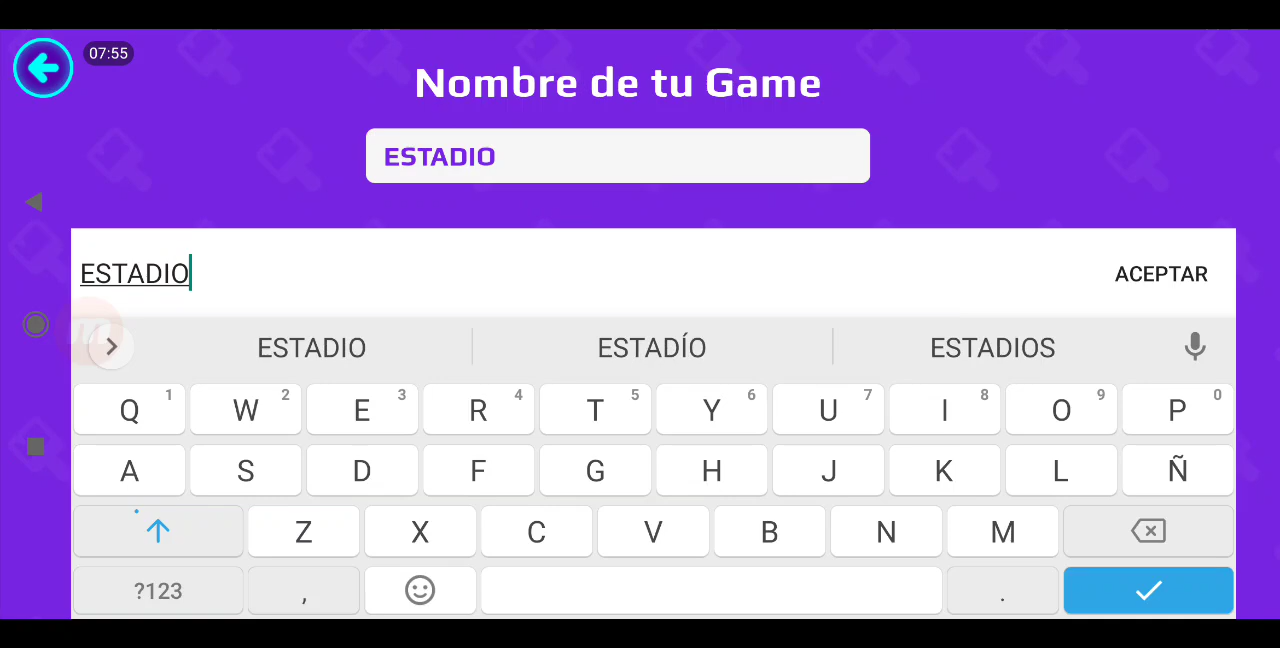 07:55
Nombre de tu Game
ESTADIO
ESTADIO
ACEPTAR
ESTADIO ESTADÍO ESTADIOS
Q 1 W 2 E 3 R 4 T 5 Y 6 U 7 I 8 O 9 P 0
A S D F G H J K L Ñ
Z X C V B N M
?123 , .